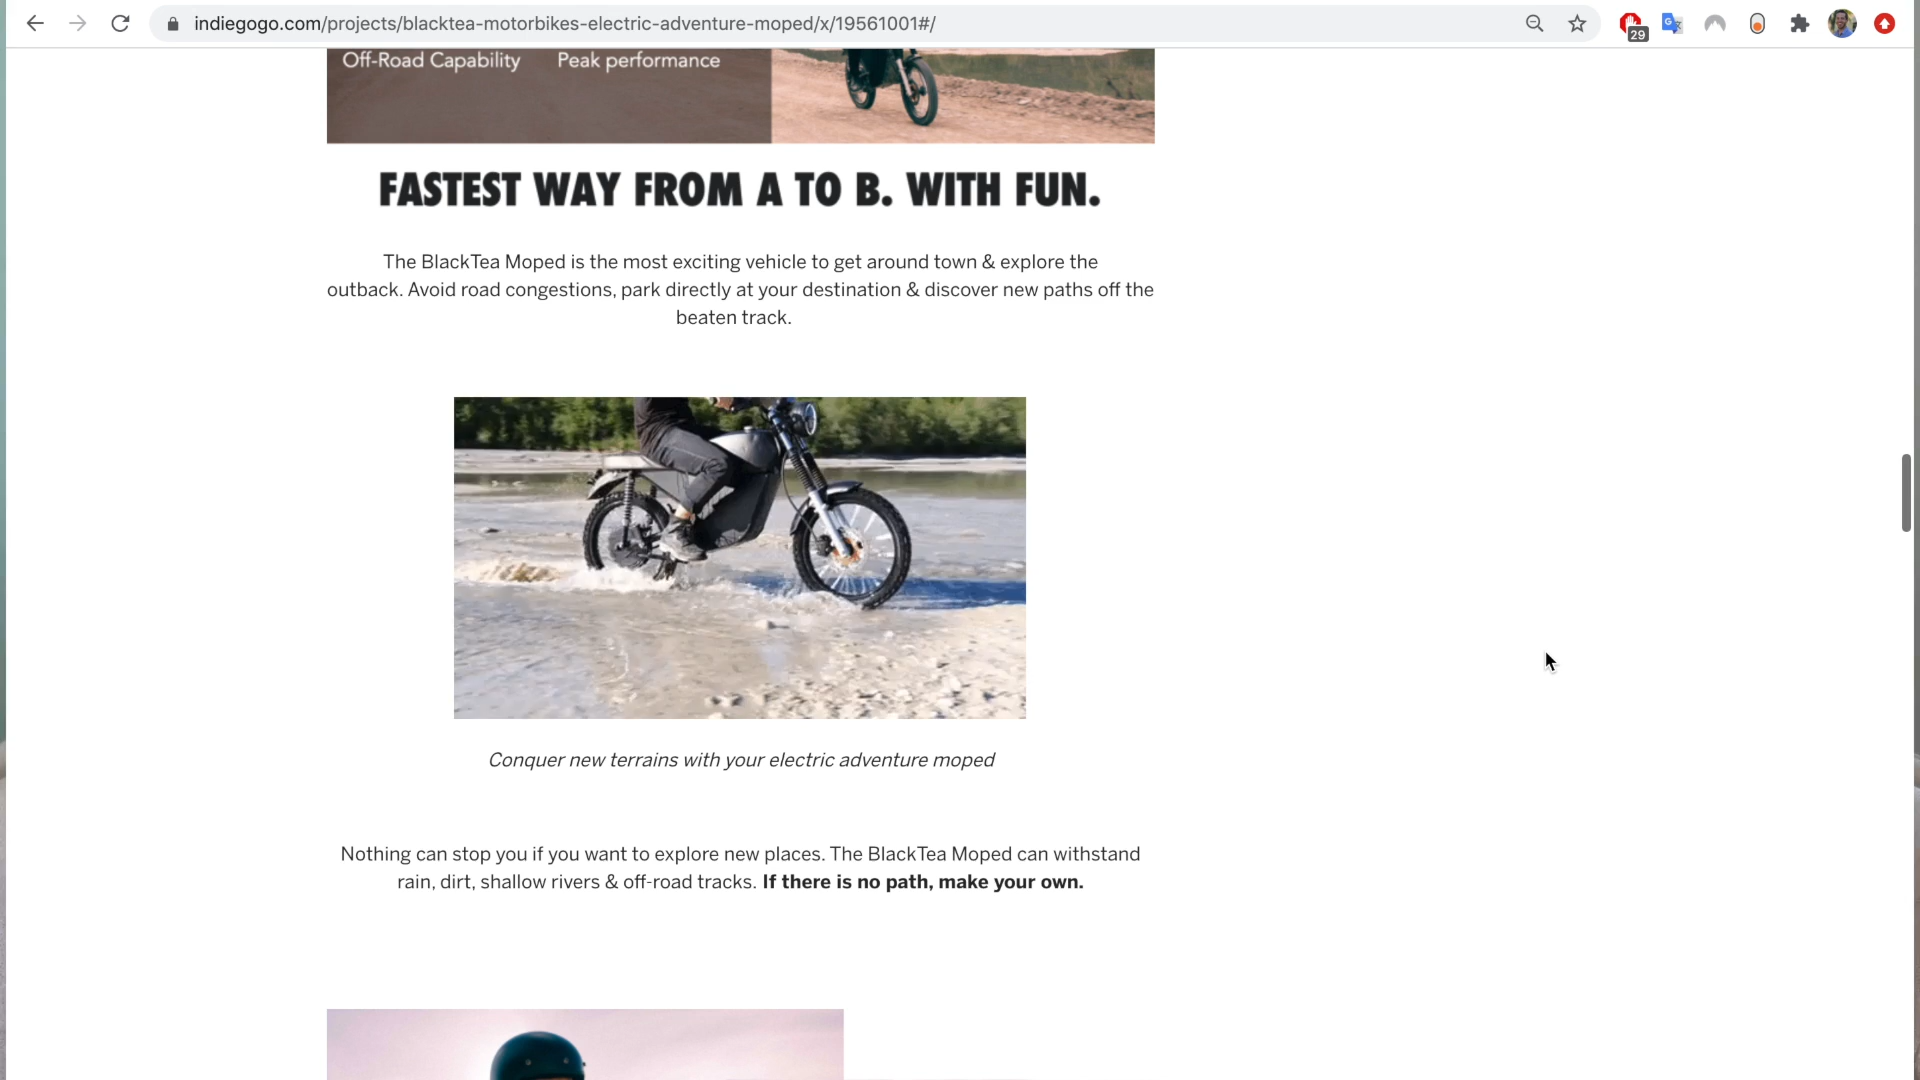 indiegogo.com/projects/blacktea-motorbikes-electric-adventure-moped/x/19561001#/
29
Off-Road Capability Peak performance
FASTEST WAY FROM A TO B. WITH FUN.
The BlackTea Moped is the most exciting vehicle to get around town & explore the
outback. Avoid road congestions, park directly at your destination & discover new paths off the
beaten track.
Conquer new terrains with your electric adventure moped
Nothing can stop you if you want to explore new places. The BlackTea Moped can withstand
rain, dirt, shallow rivers & off-road tracks. If there is no path, make your own.